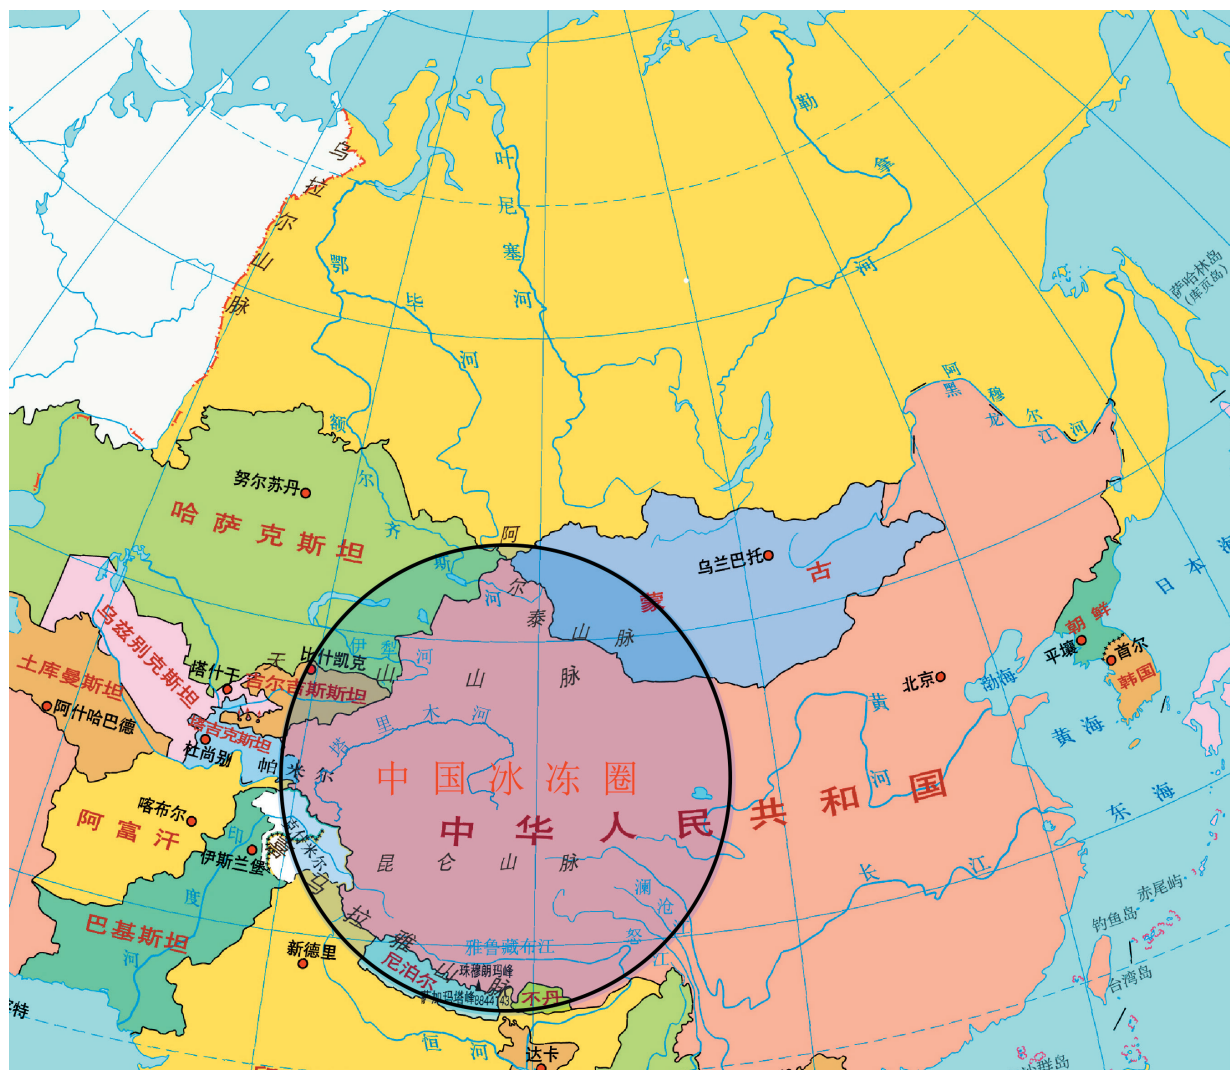 乌拉尔山脉
鄂毕河
叶尼塞河
勒拿河
萨哈林岛
(库页岛)
额尔齐斯河
阿穆尔河
黑龙江
努尔苏丹
哈萨克斯坦
阿尔泰山脉
乌兰巴托
蒙古
日本海
朝鲜
平壤
首尔
韩国
乌兹别克斯坦
土库曼斯坦
阿什哈巴德
塔什干
天山山脉
比什凯克
伊犁河
吉尔吉斯斯坦
塔吉克斯坦
杜尚别
帕米尔
塔里木河
中国冰冻圈
中华人民共和国
北京
渤海
黄河
黄海
东海
喀布尔
阿富汗
印度河
伊斯兰堡
克什米尔
巴基斯坦
昆仑山脉
喜马拉雅山脉
澜沧江
怒江
长江
赤尾屿
钓鱼岛
台湾岛
新德里
雅鲁藏布江
尼泊尔
珠穆朗玛峰
萨加玛塔峰8844.43
不丹
恒河
达卡